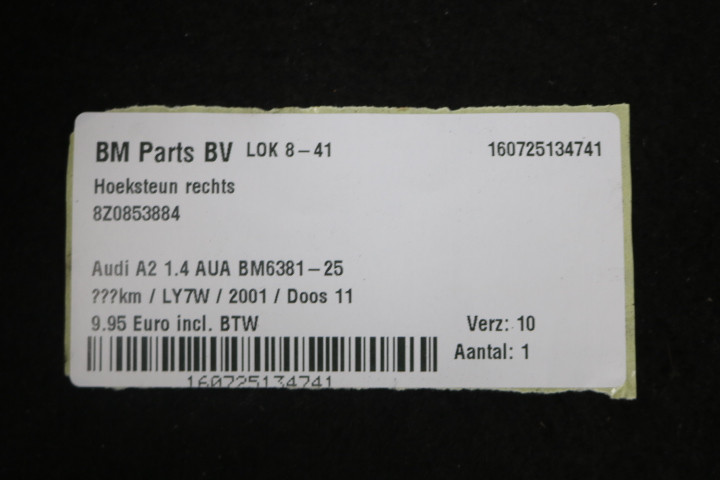 BM Parts BV LOK 8-41 160725134741
Hoeksteun rechts
8Z0853884
Audi A2 1.4 AUA BM6381-25
???km / LY7W / 2001 / Doos 11
9.95 Euro incl. BTW Verz: 10
Aantal: 1
160725134741